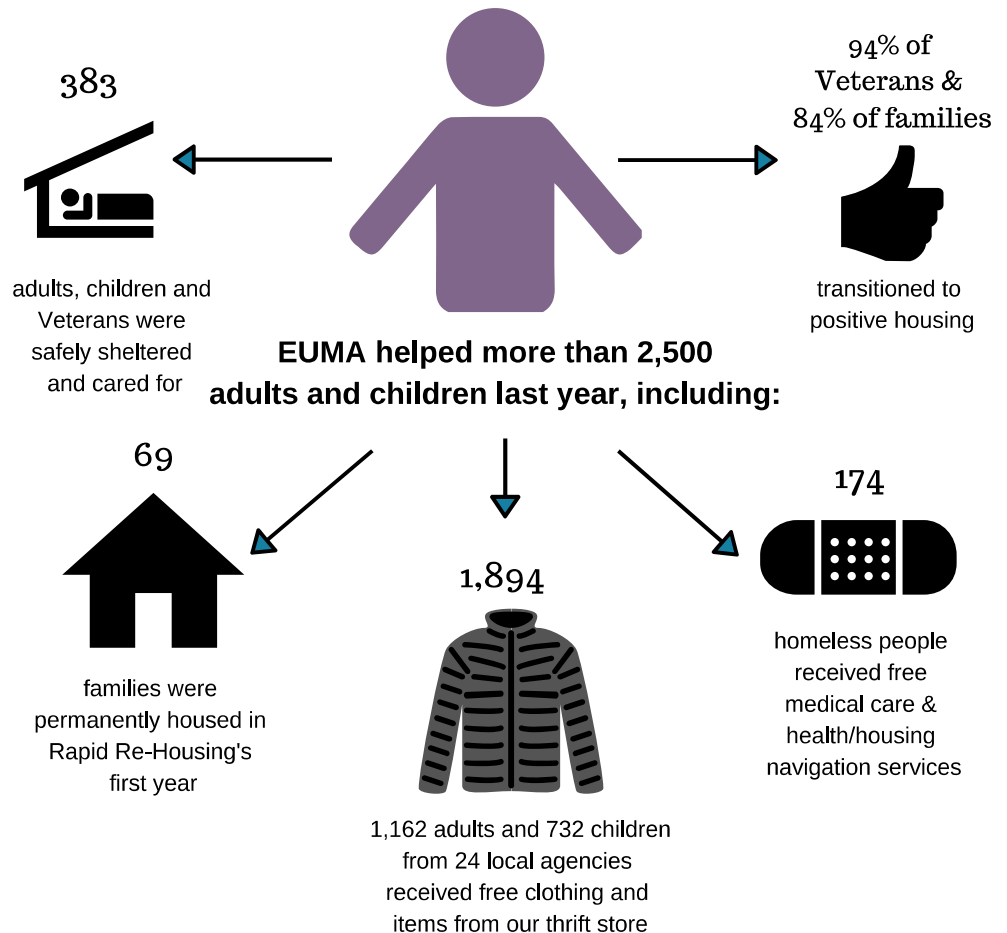 383
adults, children and
Veterans were
safely sheltered
and cared for
94% of
Veterans &
84% of families
transitioned to
positive housing
EUMA helped more than 2,500
adults and children last year, including:
69
families were
permanently housed in
Rapid Re-Housing's
first year
1,894
1,162 adults and 732 children
from 24 local agencies
received free clothing and
items from our thrift store
174
homeless people
received free
medical care &
health/housing
navigation services